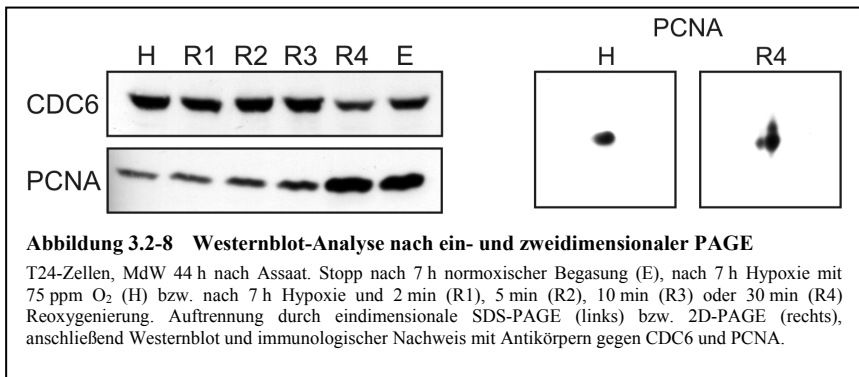 H R1 R2 R3 R4 E
CDC6
PCNA
PCNA
H R4
Abbildung 3.2-8 Westernblot-Analyse nach ein- und zweidimensionaler PAGE
T24-Zellen, MdW 44 h nach Assaat. Stopp nach 7 h normoxischer Begasung (E), nach 7 h Hypoxie mit
75 ppm O₂ (H) bzw. nach 7 h Hypoxie und 2 min (R1), 5 min (R2), 10 min (R3) oder 30 min (R4)
Reoxygenierung. Auftrennung durch eindimensionale SDS-PAGE (links) bzw. 2D-PAGE (rechts),
anschließend Westernblot und immunologischer Nachweis mit Antikörpern gegen CDC6 und PCNA.